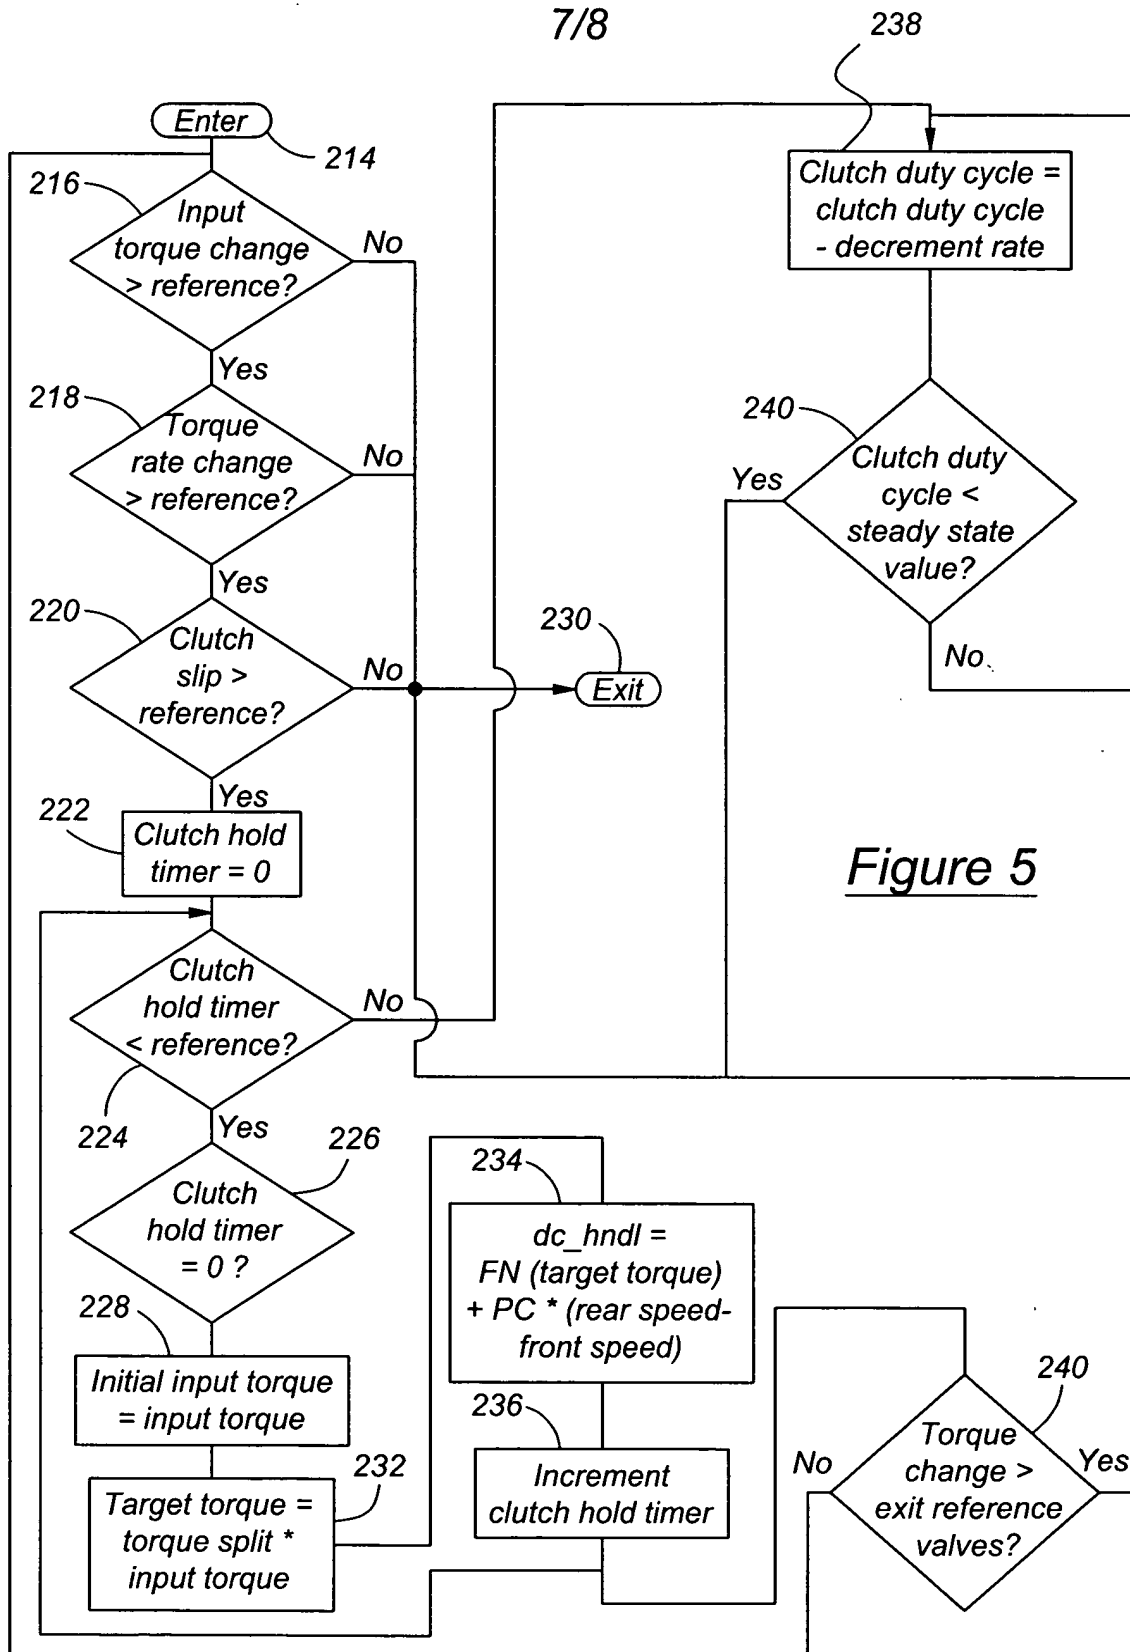 7/8
238
Enter
214
216
Input
torque change
> reference?
No
Yes
218
Torque
rate change
> reference?
No
Yes
220
Clutch
slip >
reference?
No
Yes
230
Exit
222
Clutch hold
timer = 0
Clutch
hold timer
< reference?
No
224
Yes
226
Clutch
hold timer
= 0 ?
228
Initial input torque
= input torque
232
Target torque =
torque split *
input torque
234
dc_hndl =
FN (target torque)
+ PC * (rear speed-
front speed)
236
Increment
clutch hold timer
Clutch duty cycle =
clutch duty cycle
- decrement rate
240
Clutch duty
cycle <
steady state
value?
Yes
No
Figure 5
240
Torque
change >
exit reference
valves?
No
Yes